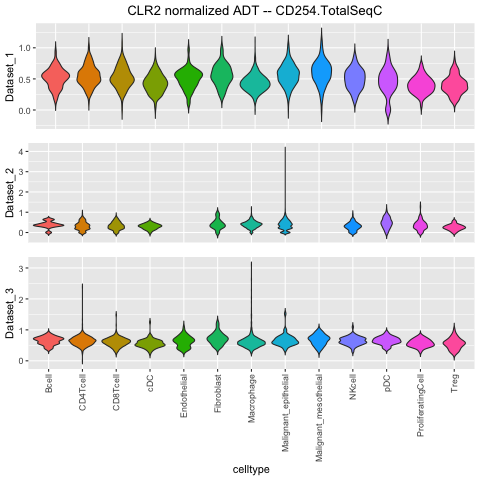 CLR2 normalized ADT -- CD254.TotalSeqC
Dataset_1
1.0
0.5
0.0
Dataset_2
4
3
2
1
0
Dataset_3
3
2
1
0
Bcell
CD4Tcell
CD8Tcell
cDC
Endothelial
Fibroblast
Macrophage
Malignant_epithelial
Malignant_mesothelial
NKcell
pDC
ProliferatingCell
Treg
celltype